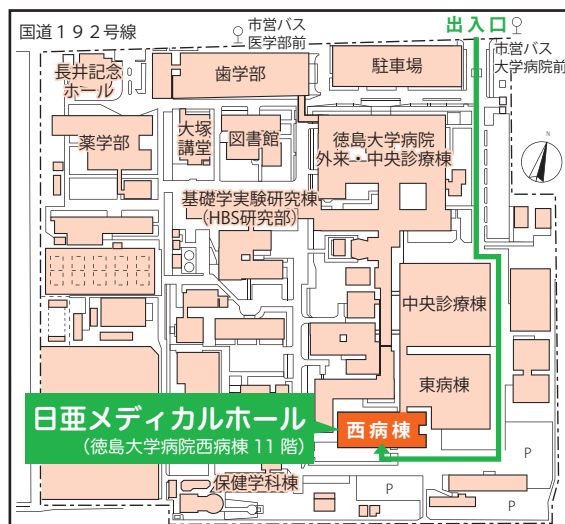 国道192号線
市営バス
医学部前
出入口
市営バス
大学病院前
長井記念
ホール
歯学部
駐車場
薬学部
大塚
講堂
図書館
徳島大学病院
外来・中央診療棟
N
基礎学実験研究棟
(HBS研究部)
中央診療棟
東病棟
日亜メディカルホール
(徳島大学病院西病棟 11 階)
西病棟
保健学科棟
P
P
P